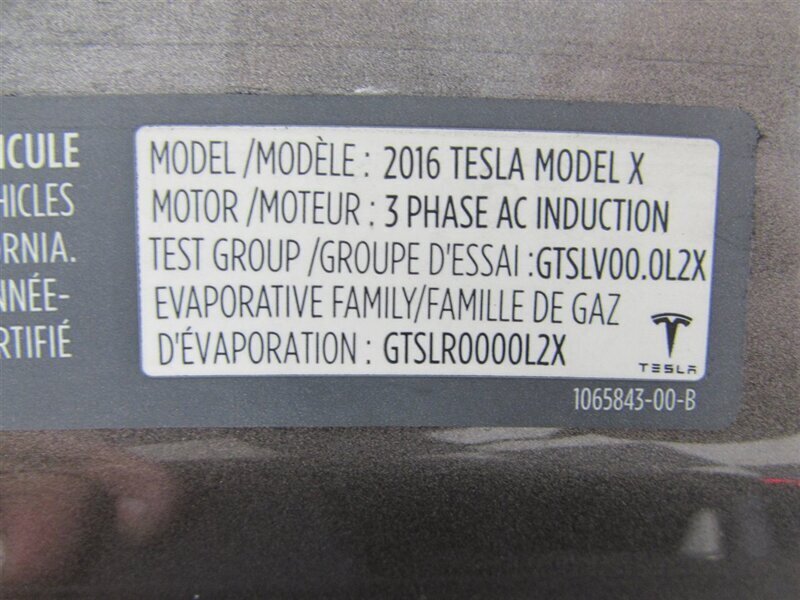 ICULE
HICLES
ORNIA.
NNÉE-
RTIFIÉ
MODEL /MODÈLE : 2016 TESLA MODEL X
MOTOR /MOTEUR : 3 PHASE AC INDUCTION
TEST GROUP /GROUPE D'ESSAI :GTSLV00.0L2X
EVAPORATIVE FAMILY/FAMILLE DE GAZ
D'ÉVAPORATION : GTSLR0000L2X
TESLA
1065843-00-B